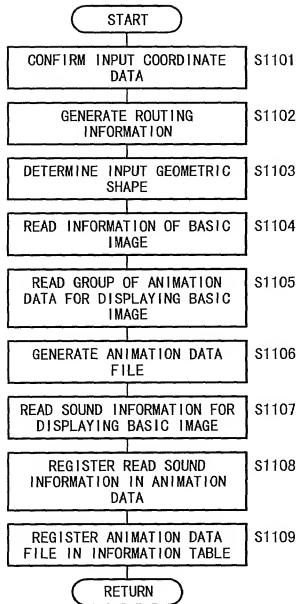 START
CONFIRM INPUT COORDINATE
DATA
S1101
GENERATE ROUTING
INFORMATION
S1102
DETERMINE INPUT GEOMETRIC
SHAPE
S1103
READ INFORMATION OF BASIC
IMAGE
S1104
READ GROUP OF ANIMATION
DATA FOR DISPLAYING BASIC
IMAGE
S1105
GENERATE ANIMATION DATA
FILE
S1106
READ SOUND INFORMATION FOR
DISPLAYING BASIC IMAGE
S1107
REGISTER READ SOUND
INFORMATION IN ANIMATION
DATA
S1108
REGISTER ANIMATION DATA
FILE IN INFORMATION TABLE
S1109
RETURN